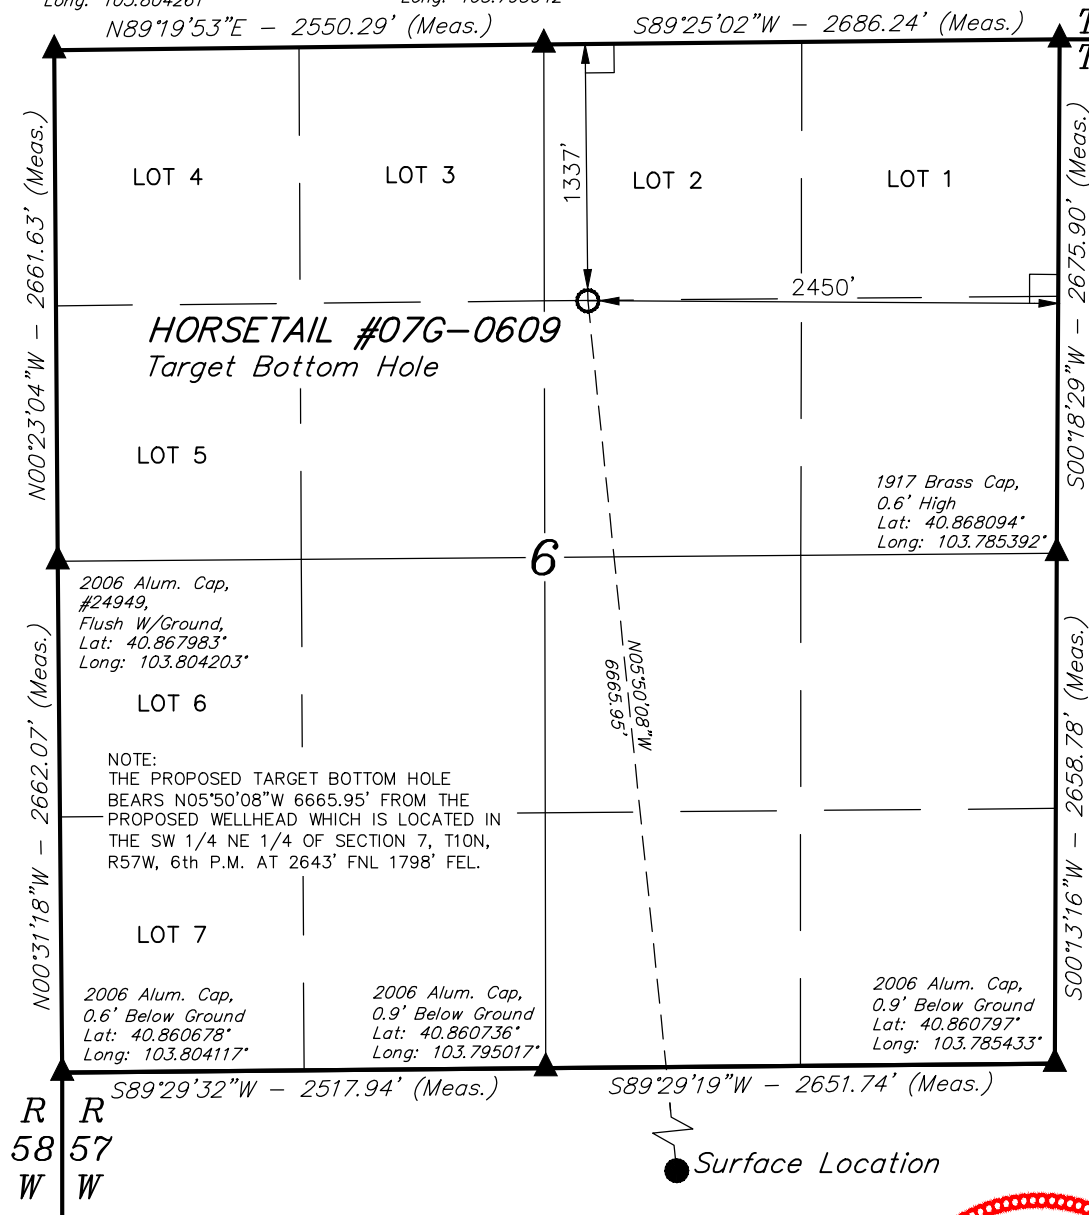 N89°19'53"E - 2550.29' (Meas.)
S89°25'02"W - 2686.24' (Meas.)
T
T
N00°23'04"W - 2661.63' (Meas.)
LOT 4
LOT 3
1337'
LOT 2
LOT 1
S00°18'29"W - 2675.90' (Meas.)
2450'
HORSETAIL #07G-0609
Target Bottom Hole
LOT 5
1917 Brass Cap,
0.6' High
Lat: 40.868094°
Long: 103.785392°
6
2006 Alum. Cap,
#24949,
Flush W/Ground,
Lat: 40.867983°
Long: 103.804203°
N05°50'08"W
6665.95'
N00°31'18"W - 2662.07' (Meas.)
S00°13'16"W - 2658.78' (Meas.)
LOT 6
NOTE:
THE PROPOSED TARGET BOTTOM HOLE
BEARS N05°50'08"W 6665.95' FROM THE
PROPOSED WELLHEAD WHICH IS LOCATED IN
THE SW 1/4 NE 1/4 OF SECTION 7, T10N,
R57W, 6th P.M. AT 2643' FNL 1798' FEL.
LOT 7
2006 Alum. Cap,
0.6' Below Ground
Lat: 40.860678°
Long: 103.804117°
2006 Alum. Cap,
0.9' Below Ground
Lat: 40.860736°
Long: 103.795017°
2006 Alum. Cap,
0.9' Below Ground
Lat: 40.860797°
Long: 103.785433°
S89°29'32"W - 2517.94' (Meas.)
S89°29'19"W - 2651.74' (Meas.)
R R
58 57
W W
Surface Location